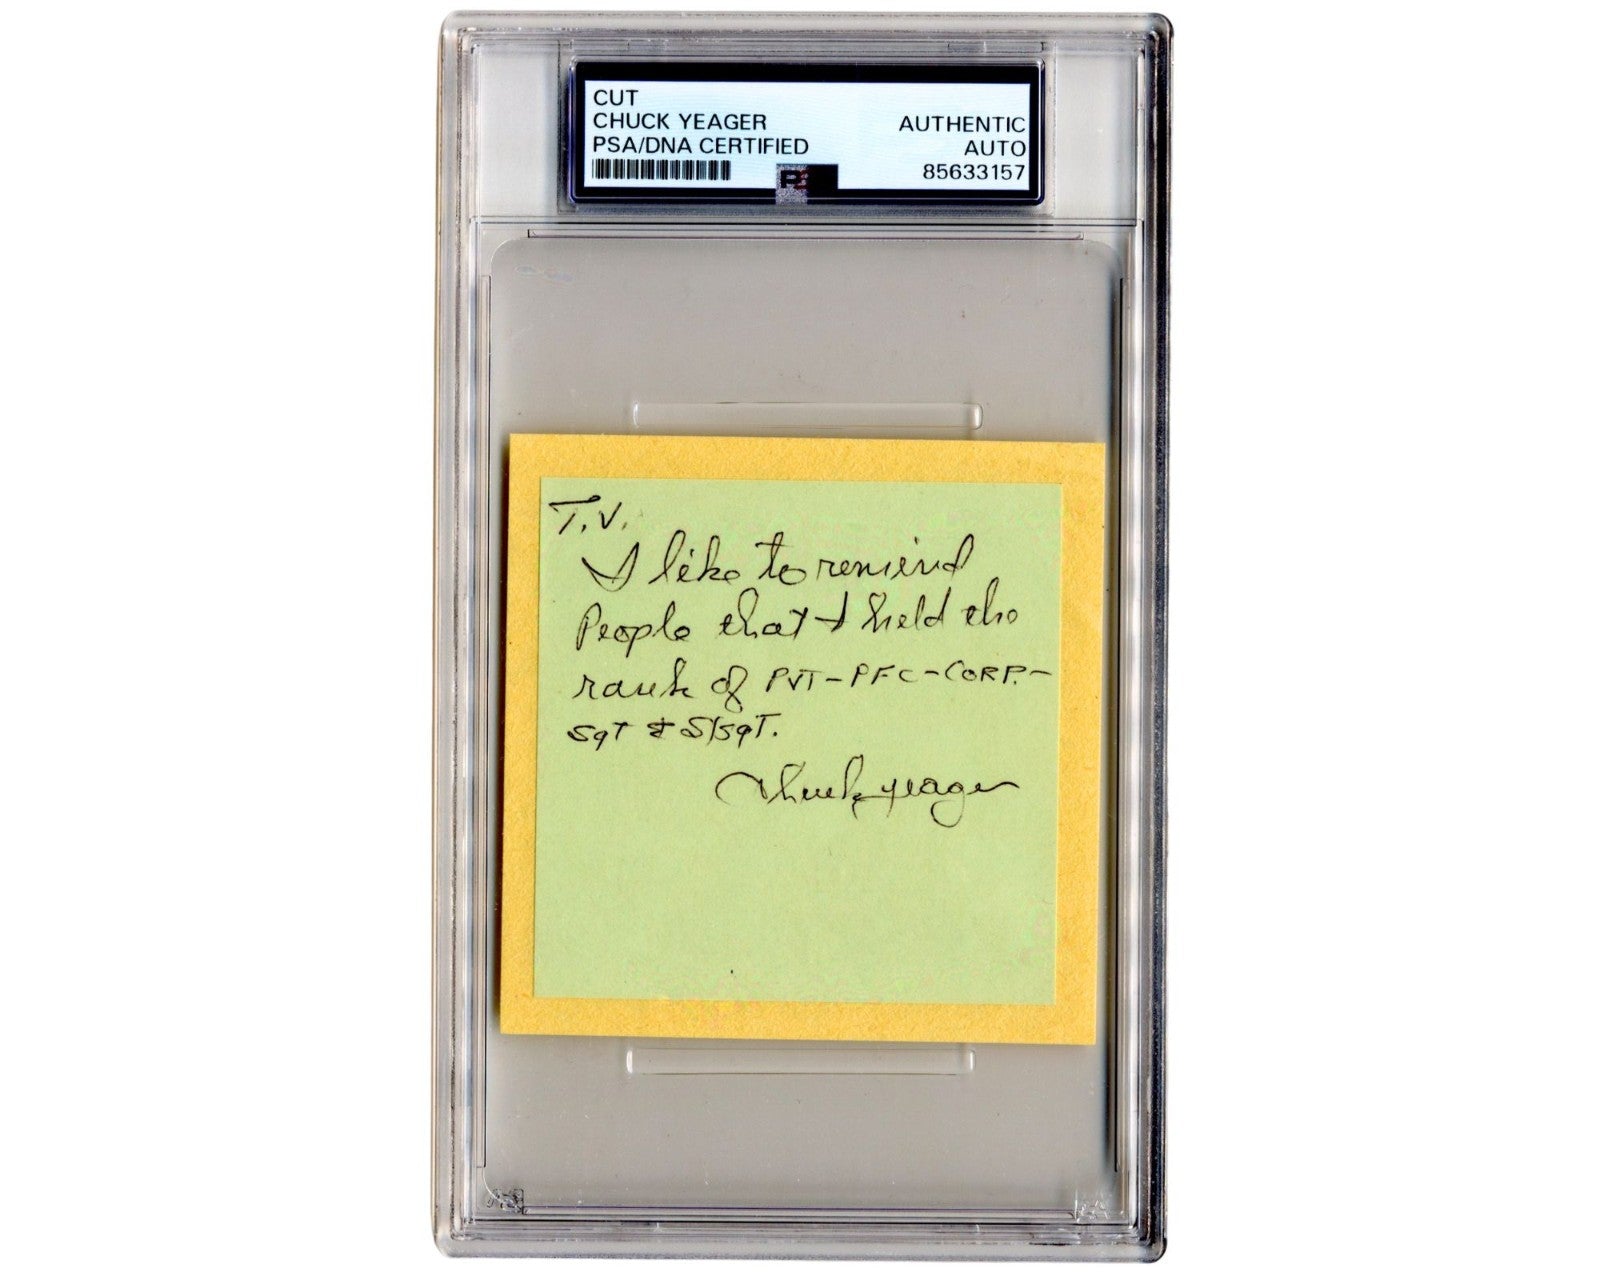 CUT
CHUCK YEAGER
PSA/DNA CERTIFIED
AUTHENTIC
AUTO
85633157
T.V.
I like to remind
People that I held the
rank of PVT-PFC-CORP.-
Sgt & S/sgT.
Chuck Yeager